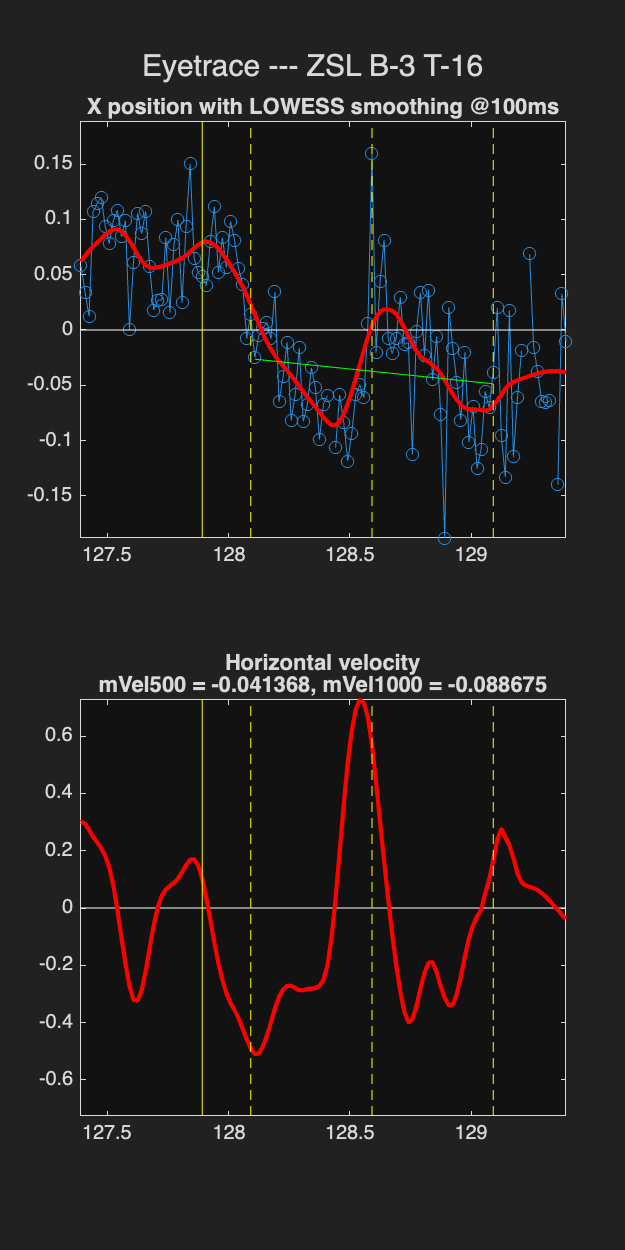 Eyetrace --- ZSL B-3 T-16
X position with LOWESS smoothing @100ms
0.15
0.1
0.05
0
-0.05
-0.1
-0.15
127.5 128 128.5 129
Horizontal velocity
mVel500 = -0.041368, mVel1000 = -0.088675
0.6
0.4
0.2
0
-0.2
-0.4
-0.6
127.5 128 128.5 129